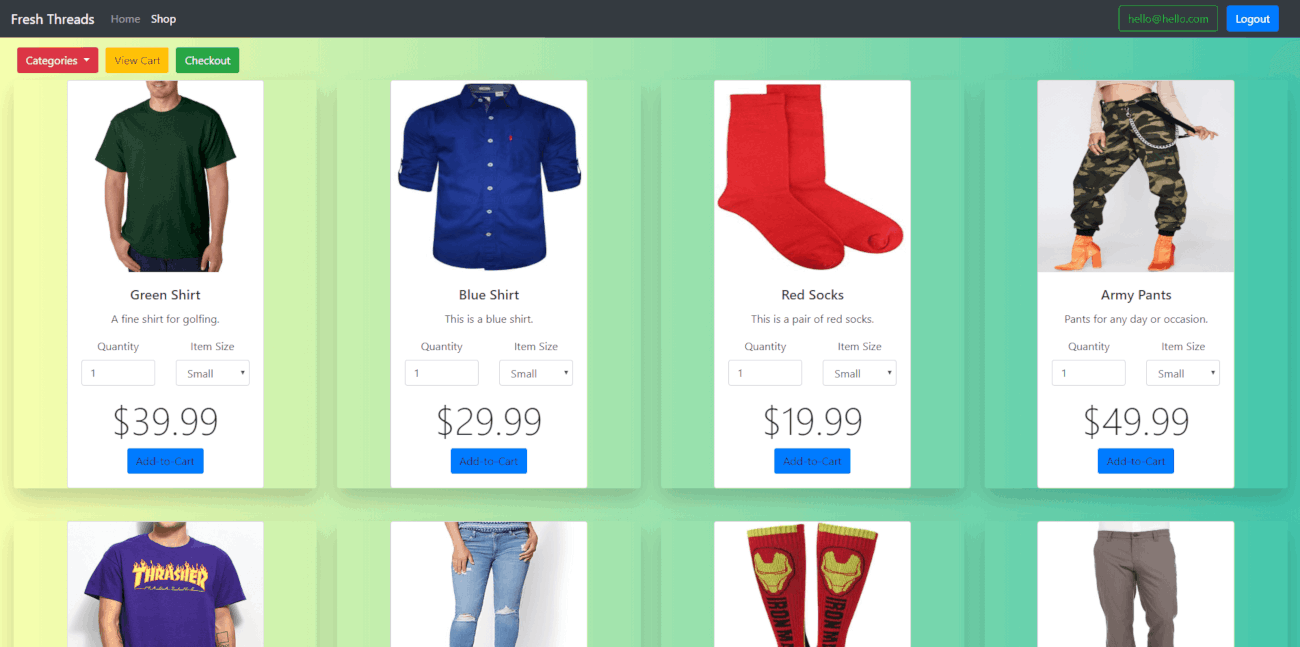 Fresh Threads Home Shop hello@hello.com Logout
Categories View Cart Checkout
Green Shirt
A fine shirt for golfing.
Quantity Item Size
1 Small
$39.99
Add-to-Cart
Blue Shirt
This is a blue shirt.
Quantity Item Size
1 Small
$29.99
Add-to-Cart
Red Socks
This is a pair of red socks.
Quantity Item Size
1 Small
$19.99
Add-to-Cart
Army Pants
Pants for any day or occasion.
Quantity Item Size
1 Small
$49.99
Add-to-Cart
THRASHER
MAGAZINE
IRON
IRON